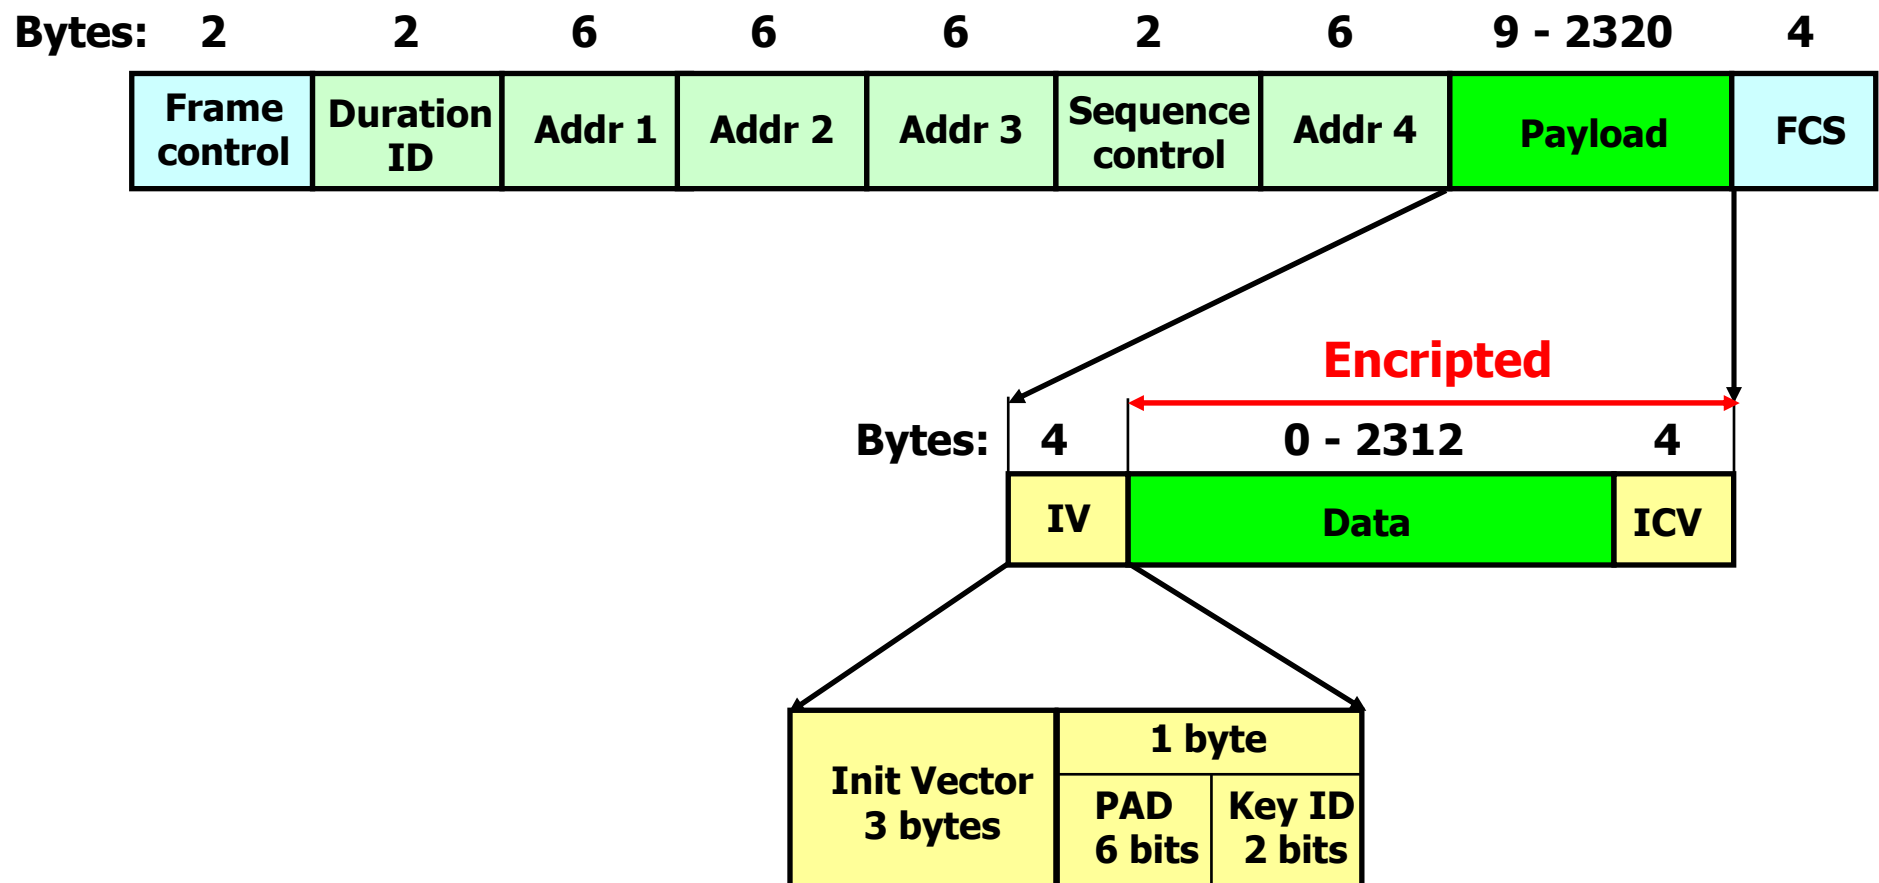 Bytes: 2 2 6 6 6 2 6 9 - 2320 4
Frame control
Duration ID
Addr 1
Addr 2
Addr 3
Sequence control
Addr 4
Payload
FCS
Encripted
Bytes: 4 0 - 2312 4
IV
Data
ICV
Init Vector
3 bytes
1 byte
PAD
6 bits
Key ID
2 bits